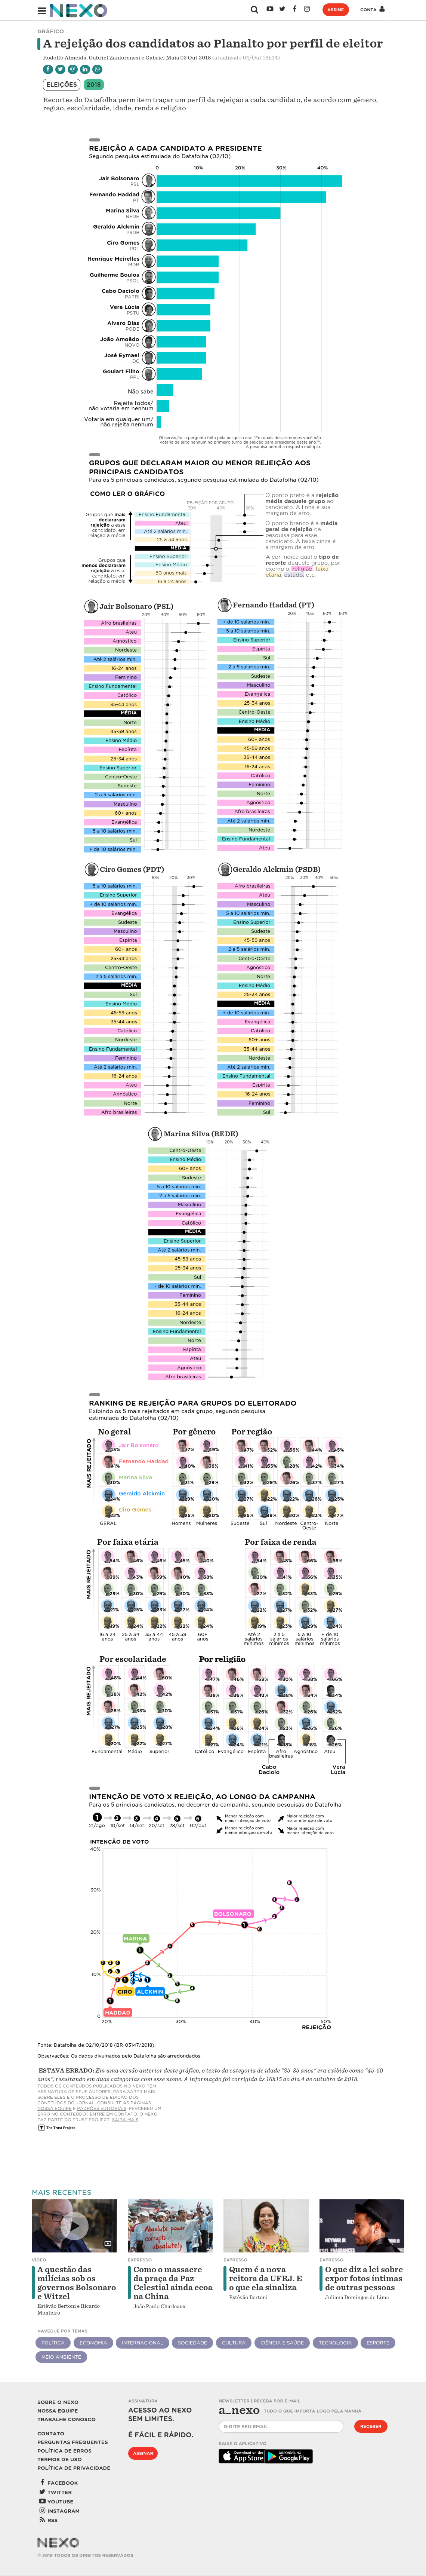 NEXO
ASSINE
CONTA
GRÁFICO
A rejeição dos candidatos ao Planalto por perfil de eleitor
Rodolfo Almeida, Gabriel Zanlorenssi e Gabriel Maia 03 Out 2018 (atualizado 04/Out 16h14)
ELEIÇÕES
2018
Recortes do Datafolha permitem traçar um perfil da rejeição a cada candidato, de acordo com gênero,
região, escolaridade, idade, renda e religião
REJEIÇÃO A CADA CANDIDATO A PRESIDENTE
Segundo pesquisa estimulada do Datafolha (02/10)
0 10% 20% 30% 40%
Jair Bolsonaro
PSL
Fernando Haddad
PT
Marina Silva
REDE
Geraldo Alckmin
PSDB
Ciro Gomes
PDT
Henrique Meirelles
MDB
Guilherme Boulos
PSOL
Cabo Daciolo
PATRI
Vera Lúcia
PSTU
Alvaro Dias
PODE
João Amoêdo
NOVO
José Eymael
DC
Goulart Filho
PPL
Não sabe
Rejeita todos/
não votaria em nenhum
Votaria em qualquer um/
não rejeita nenhum
Observação: a pergunta feita pela pesquisa era: "Em quais desses nomes você não
votaria de jeito nenhum no primeiro turno da eleição para presidente deste ano?".
A pesquisa permitia resposta múltipla.
GRUPOS QUE DECLARAM MAIOR OU MENOR REJEIÇÃO AOS
PRINCIPAIS CANDIDATOS
Para os 5 principais candidatos, segundo pesquisa estimulada do Datafolha (02/10)
COMO LER O GRÁFICO
REJEIÇÃO POR GRUPO
30% 40% 50%
Grupos que mais
declararam
rejeição a esse
candidato, em
relação à média
Grupos que
menos declararam
rejeição a esse
candidato, em
relação à média
Ensino Fundamental
Ateu
Até 2 salários min.
25 a 34 anos
MÉDIA
Ensino Superior
Ensino Médio
60 anos mais
16 a 24 anos
O ponto preto é a rejeição
média daquele grupo ao
candidato. A linha é sua
margem de erro.
O ponto branco é a média
geral de rejeição da
pesquisa para esse
candidato. A faixa cinza é
a margem de erro.
A cor indica qual o tipo de
recorte daquele grupo, por
exemplo, religião, faixa
etária, estado, etc.
Jair Bolsonaro (PSL)
20% 40% 60% 80%
Afro brasileiras
Ateu
Agnóstico
Nordeste
Até 2 salários min.
16-24 anos
Feminino
Ensino Fundamental
Católico
35-44 anos
MÉDIA
Norte
45-59 anos
Ensino Médio
Espírita
25-34 anos
Ensino Superior
Centro-Oeste
Sudeste
2 a 5 salários min.
Masculino
60+ anos
Evangélica
5 a 10 salários min.
Sul
+ de 10 salários min.
Fernando Haddad (PT)
20% 40% 60% 80%
+ de 10 salários min.
5 a 10 salários min.
Ensino Superior
Espírita
Sul
2 a 5 salários min.
Sudeste
Masculino
Evangélica
25-34 anos
Centro-Oeste
Ensino Médio
MÉDIA
60+ anos
45-59 anos
35-44 anos
16-24 anos
Católico
Feminino
Norte
Agnóstico
Afro brasileiras
Até 2 salários min.
Nordeste
Ensino Fundamental
Ateu
Ciro Gomes (PDT)
10% 20% 30%
5 a 10 salários min.
Ensino Superior
+ de 10 salários min.
Evangélica
Sudeste
Masculino
Espírita
60+ anos
25-34 anos
Centro-Oeste
2 a 5 salários min.
MÉDIA
Sul
Ensino Médio
45-59 anos
35-44 anos
Católico
Nordeste
Ensino Fundamental
Feminino
Até 2 salários min.
16-24 anos
Ateu
Agnóstico
Norte
Afro brasileiras
Geraldo Alckmin (PSDB)
20% 30% 40% 50%
Afro brasileiras
Ateu
Masculino
5 a 10 salários min.
Ensino Superior
Sudeste
45-59 anos
2 a 5 salários min.
Centro-Oeste
Agnóstico
Norte
Ensino Médio
25-34 anos
MÉDIA
+ de 10 salários min.
Evangélica
Católico
60+ anos
35-44 anos
Nordeste
Até 2 salários min.
Ensino Fundamental
Espírita
16-24 anos
Feminino
Sul
Marina Silva (REDE)
10% 20% 30% 40%
Centro-Oeste
Ensino Médio
60+ anos
Sudeste
5 a 10 salários min.
2 a 5 salários min.
Masculino
Evangélica
Católico
MÉDIA
Ensino Superior
Até 2 salários min.
45-59 anos
25-34 anos
Sul
+ de 10 salários min.
Feminino
35-44 anos
16-24 anos
Nordeste
Ensino Fundamental
Norte
Espírita
Ateu
Agnóstico
Afro brasileiras
RANKING DE REJEIÇÃO PARA GRUPOS DO ELEITORADO
Exibindo os 5 mais rejeitados em cada grupo, segundo pesquisa
estimulada do Datafolha (02/10)
No geral
Por gênero
Por região
MAIS REJEITADO
Jair Bolsonaro
Fernando Haddad
Marina Silva
Geraldo Alckmin
Ciro Gomes
GERAL
Homens Mulheres
Sudeste Sul Nordeste Centro-Oeste Norte
Por faixa etária
Por faixa de renda
MAIS REJEITADO
16 a 24 anos
25 a 34 anos
35 a 44 anos
45 a 59 anos
60+ anos
Até 2 salários mínimos
2 a 5 salários mínimos
5 a 10 salários mínimos
+ de 10 salários mínimos
Por escolaridade
Por religião
MAIS REJEITADO
Fundamental Médio Superior
Católico Evangélico Espírita Afro brasileiras Agnóstico Ateu
Cabo Daciolo
Vera Lúcia
INTENÇÃO DE VOTO X REJEIÇÃO, AO LONGO DA CAMPANHA
Para os 5 principais candidatos, no decorrer da campanha, segundo pesquisas do Datafolha
1 2 3 4 5 6
21/ago 10/set 14/set 20/set 28/set 02/out
Menor rejeição com
maior intenção de voto
Maior rejeição com
maior intenção de voto
Menor rejeição com
menor intenção de voto
Maior rejeição com
menor intenção de voto
INTENÇÃO DE VOTO
40%
30%
20%
10%
0
BOLSONARO
MARINA
CIRO
ALCKMIN
HADDAD
20% 30% 40% 50%
REJEIÇÃO
Fonte: Datafolha de 02/10/2018 (BR-03147/2018).
Observações: Os dados divulgados pelo Datafolha são arredondados.
ESTAVA ERRADO: Em uma versão anterior deste gráfico, o texto da categoria de idade "35-35 anos" era exibido como "45-59
anos", resultando em duas categorias com esse nome. A informação foi corrigida às 16h15 do dia 4 de outubro de 2018.
TODOS OS CONTEÚDOS PUBLICADOS NO NEXO TÊM
ASSINATURA DE SEUS AUTORES. PARA SABER MAIS
SOBRE ELES E O PROCESSO DE EDIÇÃO DOS
CONTEÚDOS DO JORNAL, CONSULTE AS PÁGINAS
NOSSA EQUIPE E PADRÕES EDITORIAIS. PERCEBEU UM
ERRO NO CONTEÚDO? ENTRE EM CONTATO. O NEXO
FAZ PARTE DO TRUST PROJECT. SAIBA MAIS.
The Trust Project
MAIS RECENTES
VÍDEO
A questão das
milícias sob os
governos Bolsonaro
e Witzel
Estêvão Bertoni e Ricardo
Monteiro
EXPRESSO
Como o massacre
da praça da Paz
Celestial ainda ecoa
na China
João Paulo Charleaux
EXPRESSO
Quem é a nova
reitora da UFRJ. E
o que ela sinaliza
Estêvão Bertoni
EXPRESSO
O que diz a lei sobre
expor fotos íntimas
de outras pessoas
Juliana Domingos de Lima
NAVEGUE POR TEMAS
POLÍTICA
ECONOMIA
INTERNACIONAL
SOCIEDADE
CULTURA
CIÊNCIA E SAÚDE
TECNOLOGIA
ESPORTE
MEIO AMBIENTE
SOBRE O NEXO
NOSSA EQUIPE
TRABALHE CONOSCO
CONTATO
PERGUNTAS FREQUENTES
POLÍTICA DE ERROS
TERMOS DE USO
POLÍTICA DE PRIVACIDADE
FACEBOOK
TWITTER
YOUTUBE
INSTAGRAM
RSS
ASSINATURA
ACESSO AO NEXO
SEM LIMITES.
É FÁCIL E RÁPIDO.
ASSINAR
NEWSLETTER | RECEBA POR E-MAIL
a_nexo TUDO O QUE IMPORTA LOGO PELA MANHÃ
DIGITE SEU EMAIL
RECEBER
BAIXE O APLICATIVO
Download on the App Store
DISPONÍVEL NO Google Play
NEXO
© 2019 TODOS OS DIREITOS RESERVADOS